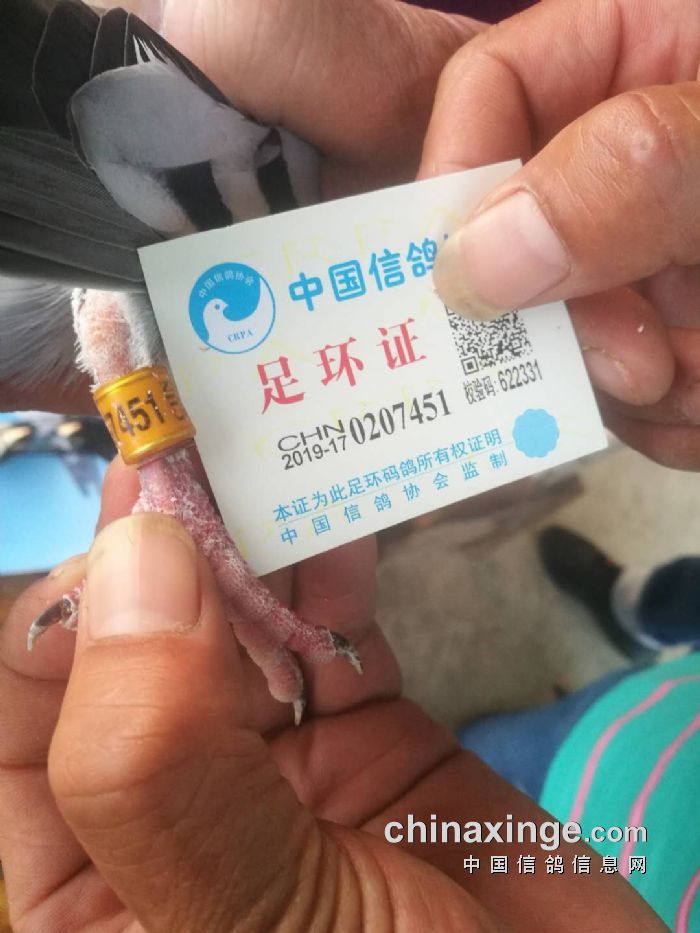 中国信鸽协会
CRPA
中国信鸽
足环证
CHN
2019-17 0207451
校验码: 622331
本证为此足环码鸽所有权证明
中国信鸽协会监制
7451
chinaxinge.com
中国信鸽信息网